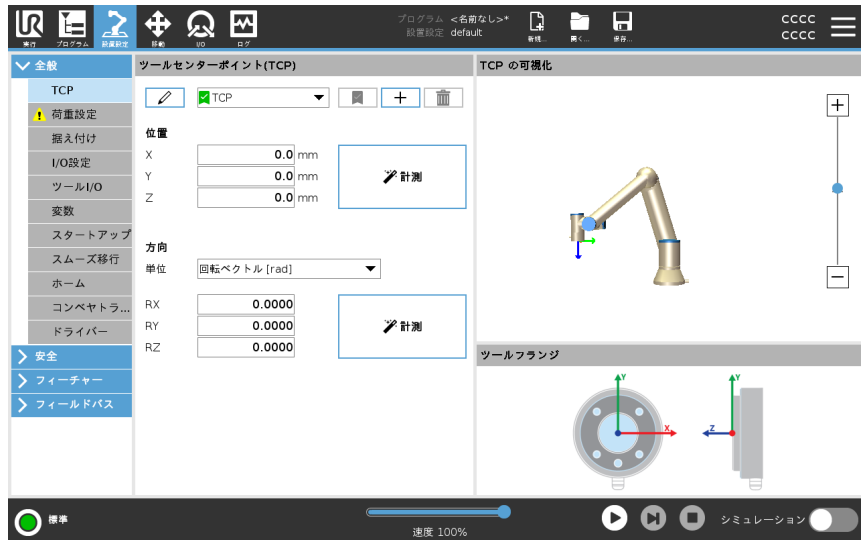 UR
実行
プログラム
設置設定
移動
I/O
ログ
プログラム <名前なし>*
設置設定 default
新規...
開く...
保存...
CCCC
CCCC
全般
TCP
荷重設定
据え付け
I/O設定
ツールI/O
変数
スタートアップ
スムーズ移行
ホーム
コンベヤトラ...
ドライバー
安全
フィーチャー
フィールドバス
ツールセンターポイント(TCP)
TCP
位置
X 0.0 mm
Y 0.0 mm
Z 0.0 mm
計測
方向
単位 回転ベクトル [rad]
RX 0.0000
RY 0.0000
RZ 0.0000
計測
TCP の可視化
ツールフランジ
Y
X
Y
Z
標準
速度 100%
シミュレーション